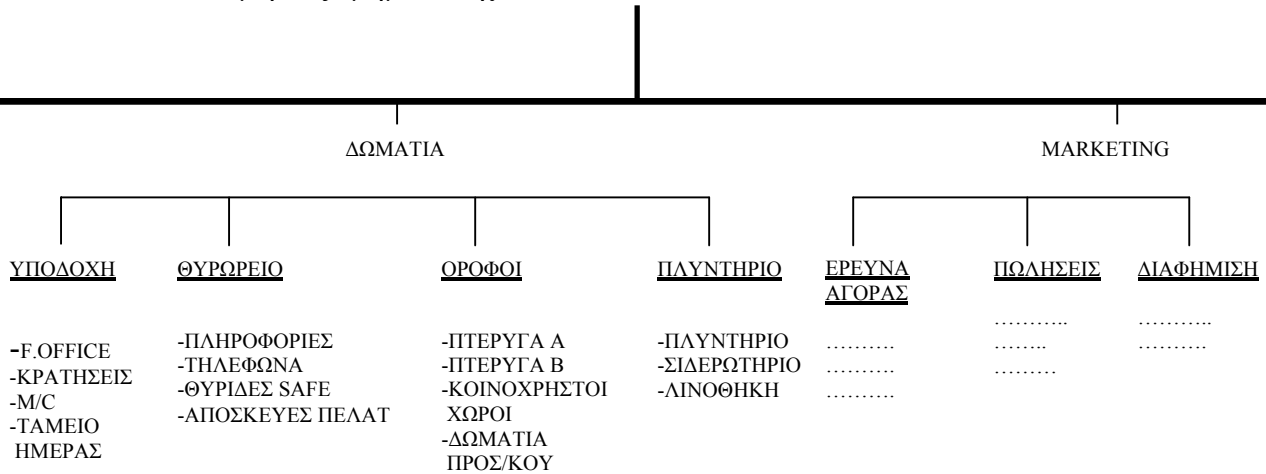 ΔΩΜΑΤΙΑ
MARKETING
ΥΠΟΔΟΧΗ
ΘΥΡΩΡΕΙΟ
ΟΡΟΦΟΙ
ΠΛΥΝΤΗΡΙΟ
ΕΡΕΥΝΑ
ΑΓΟΡΑΣ
ΠΩΛΗΣΕΙΣ
ΔΙΑΦΗΜΙΣΗ
-F.OFFICE
-ΚΡΑΤΗΣΕΙΣ
-M/C
-ΤΑΜΕΙΟ
ΗΜΕΡΑΣ
-ΠΛΗΡΟΦΟΡΙΕΣ
-ΤΗΛΕΦΩΝΑ
-ΘΥΡΙΔΕΣ SAFE
-ΑΠΟΣΚΕΥΕΣ ΠΕΛΑΤ
-ΠΤΕΡΥΓΑ Α
-ΠΤΕΡΥΓΑ Β
-ΚΟΙΝΟΧΡΗΣΤΟΙ
ΧΩΡΟΙ
-ΔΩΜΑΤΙΑ
ΠΡΟΣ/ΚΟΥ
-ΠΛΥΝΤΗΡΙΟ
-ΣΙΔΕΡΩΤΗΡΙΟ
-ΛΙΝΟΘΗΚΗ
……….
……….
……….
………..
……..
………
………..
……….